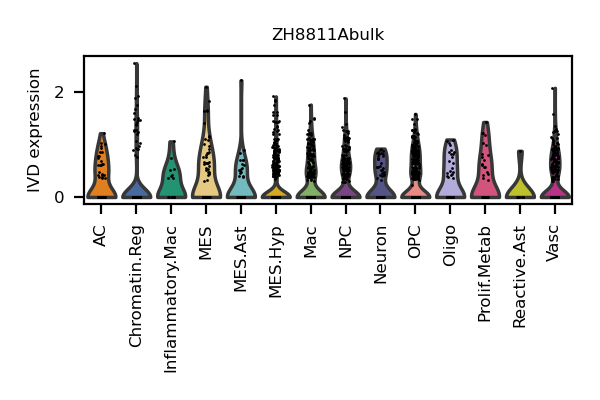 ZH8811Abulk
IVD expression
2
0
AC
Chromatin.Reg
Inflammatory.Mac
MES
MES.Ast
MES.Hyp
Mac
NPC
Neuron
OPC
Oligo
Prolif.Metab
Reactive.Ast
Vasc